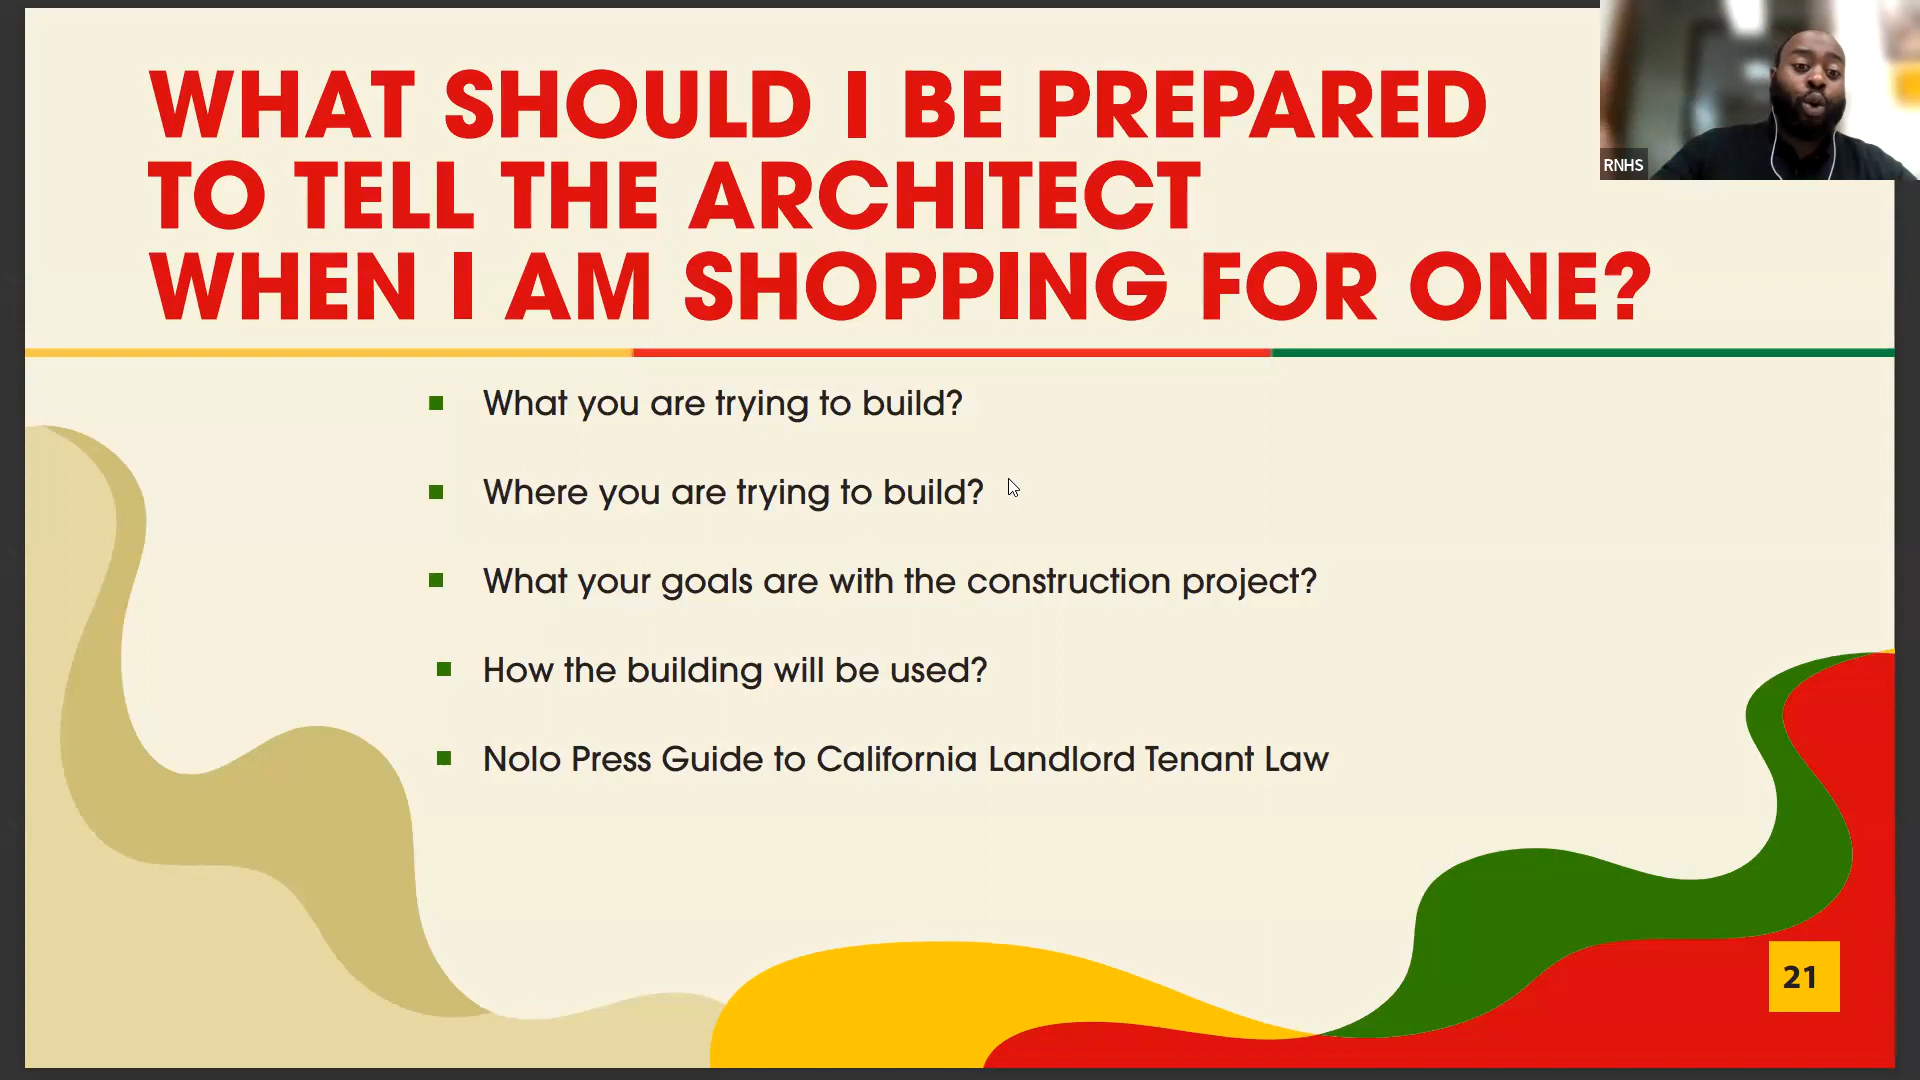 WHAT SHOULD I BE PREPARED
TO TELL THE ARCHITECT
WHEN I AM SHOPPING FOR ONE?
RNHS
What you are trying to build?
Where you are trying to build?
What your goals are with the construction project?
How the building will be used?
Nolo Press Guide to California Landlord Tenant Law
21